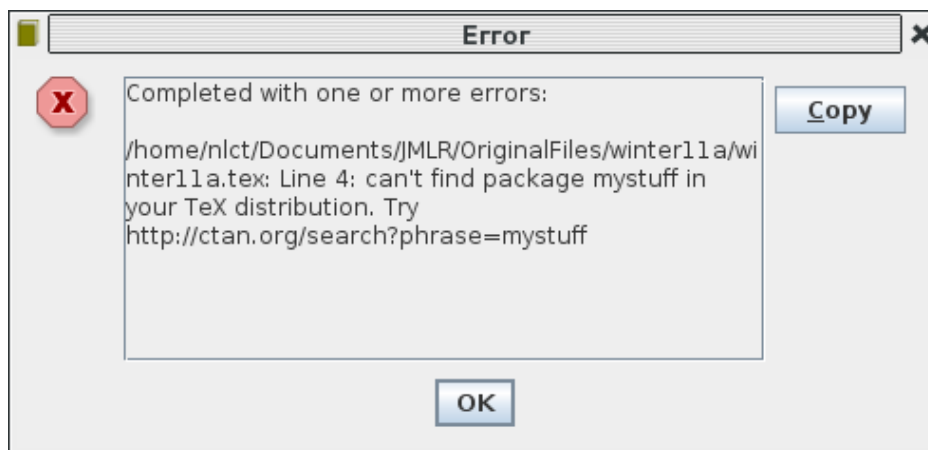 Error
Completed with one or more errors:
/home/nlct/Documents/JMLR/OriginalFiles/winter11a/wi
nter11a.tex: Line 4: can't find package mystuff in
your TeX distribution. Try
http://ctan.org/search?phrase=mystuff
Copy
OK